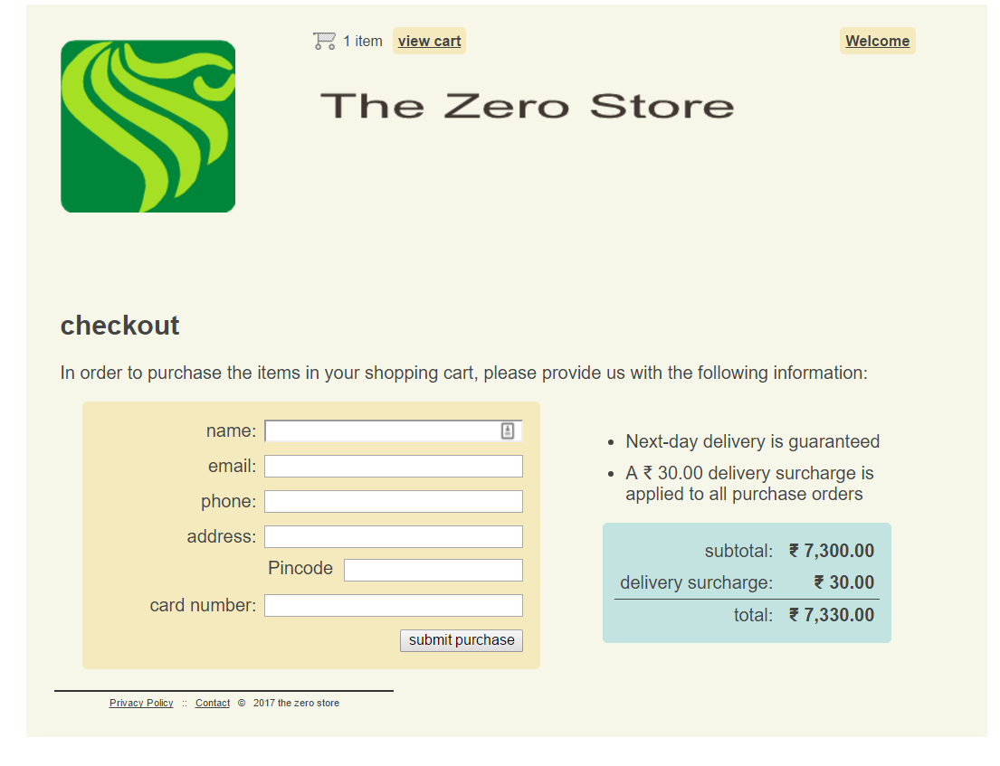 1 item view cart Welcome
The Zero Store
checkout
In order to purchase the items in your shopping cart, please provide us with the following information:
name:
email:
phone:
address:
Pincode
card number:
submit purchase
• Next-day delivery is guaranteed
• A ₹ 30.00 delivery surcharge is
applied to all purchase orders
subtotal: ₹ 7,300.00
delivery surcharge: ₹ 30.00
total: ₹ 7,330.00
Privacy Policy :: Contact © 2017 the zero store